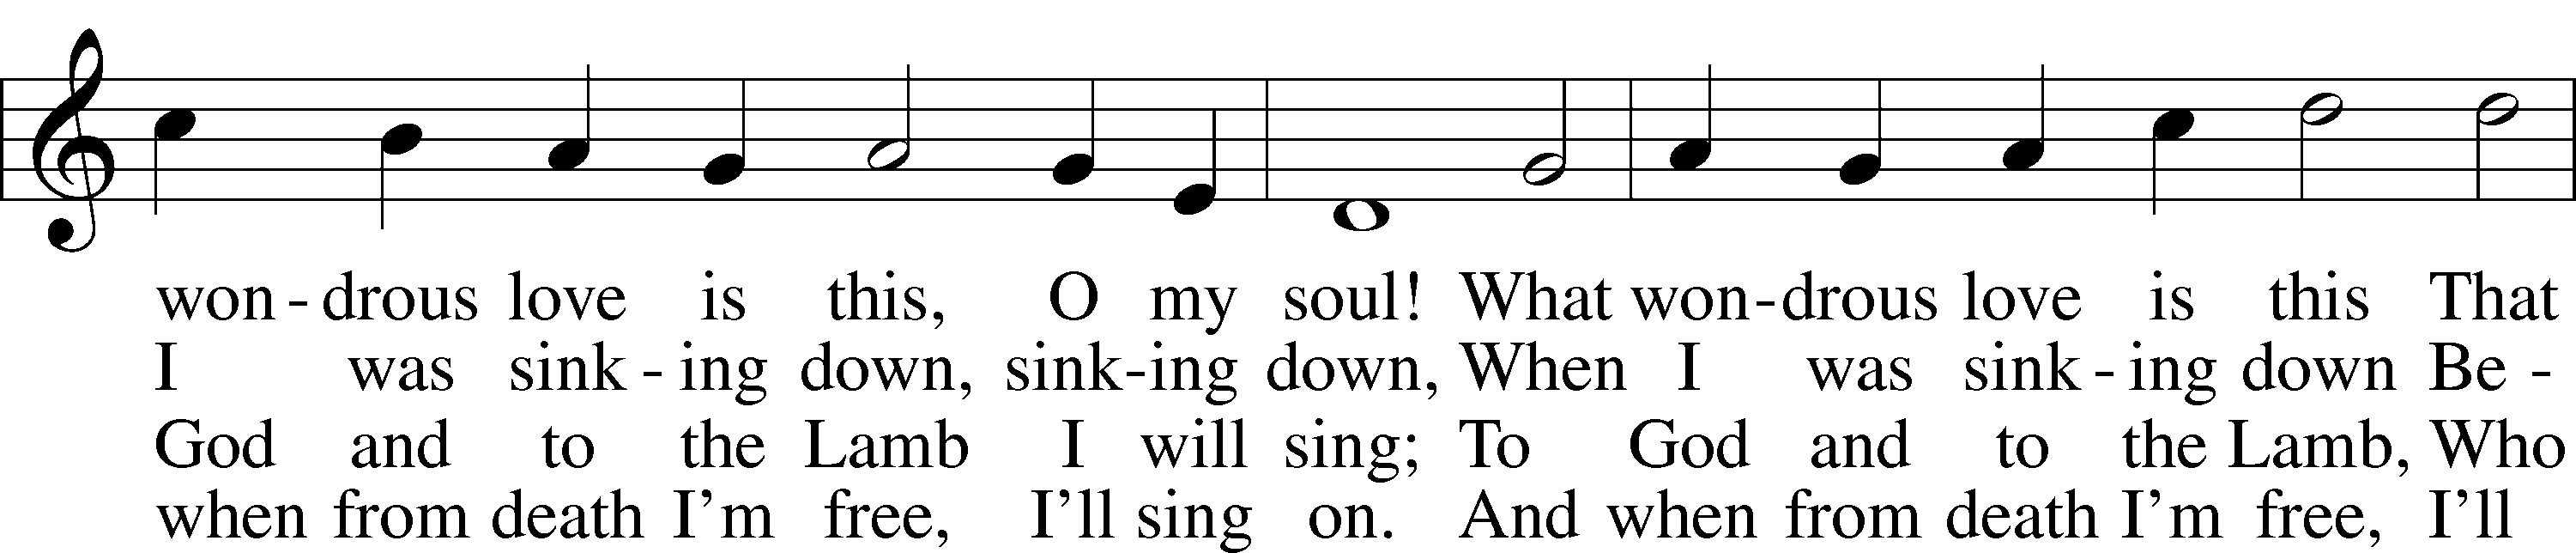 won - drous love is this, O my soul! What won - drous love is this That
I was sink - ing down, sink - ing down, When I was sink - ing down Be -
God and to the Lamb I will sing; To God and to the Lamb, Who
when from death I'm free, I'll sing on. And when from death I'm free, I'll